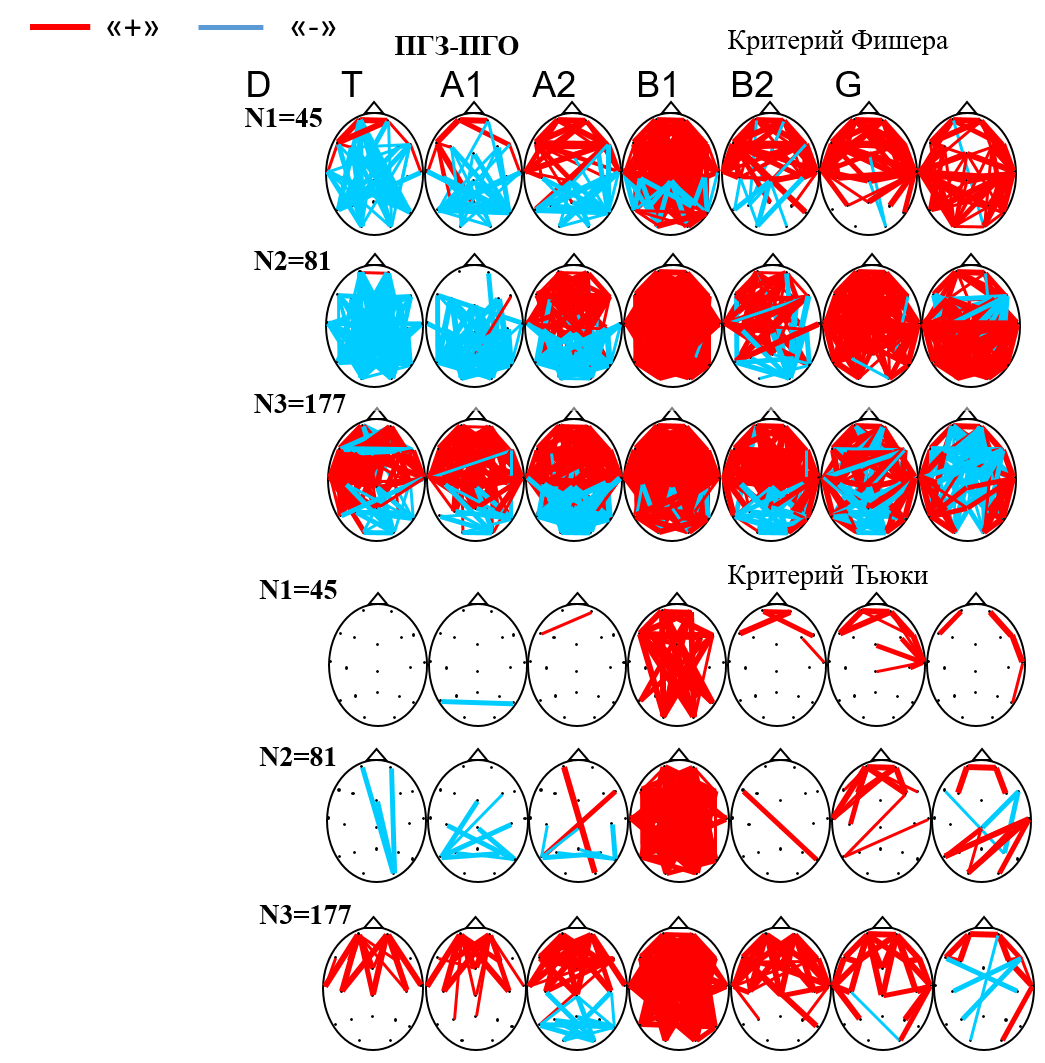 «+» «-»
ПГЗ-ПГО Критерий Фишера
D T A1 A2 B1 B2 G
N1=45
N2=81
N3=177
Критерий Тьюки
N1=45
N2=81
N3=177